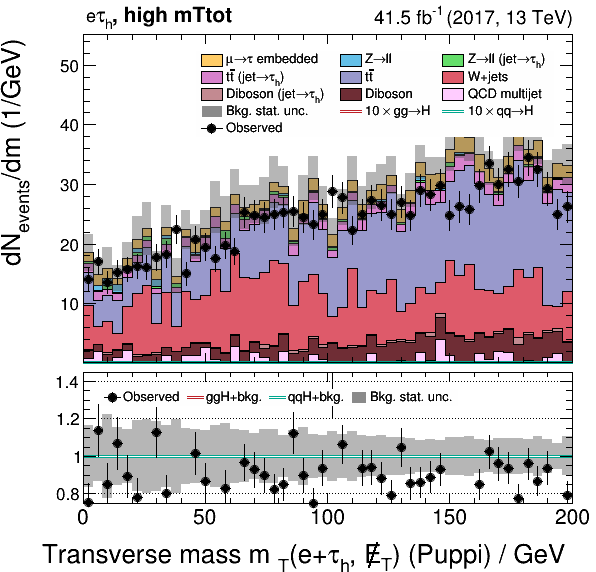 eτh, high mTtot 41.5 fb⁻¹ (2017, 13 TeV)
dNevents/dm (1/GeV)
50
40
30
20
10
μ→τ embedded Z→ll Z→ll (jet→τh)
tt̄ (jet→τh) tt̄ W+jets
Diboson (jet→τh) Diboson QCD multijet
Bkg. stat. unc. 10 × gg→H 10 × qq→H
Observed
1.4
1.2
1
0.8
Observed ggH+bkg. qqH+bkg. Bkg. stat. unc.
0 50 100 150 200
Transverse mass m T(e+τh, E̸T) (Puppi) / GeV